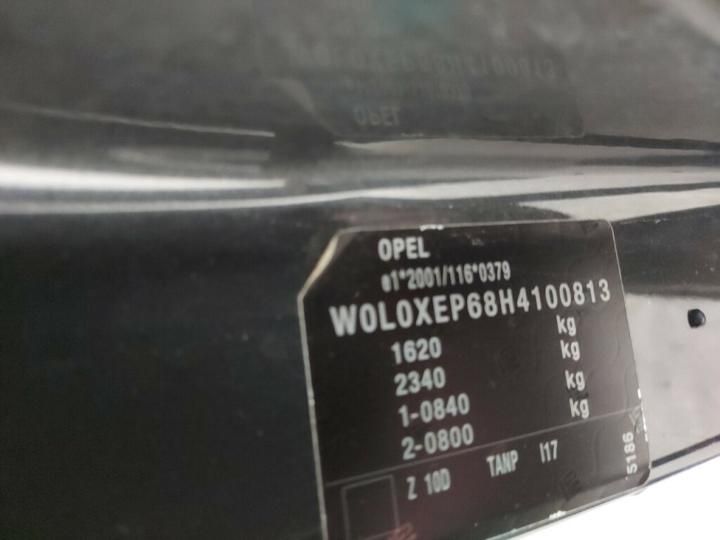 OPEL
e1*2001/116*0379
W0L0XEP68H4100813
1620 kg
2340 kg
1-0840 kg
2-0800 kg
Z 10D TANP I17
5186